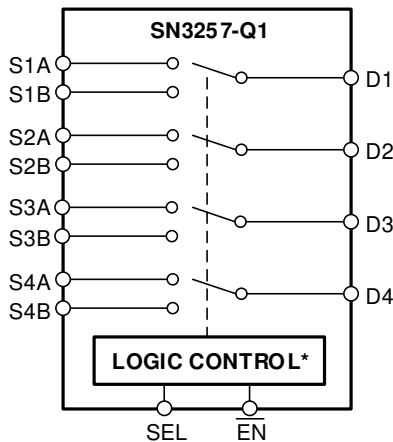 SN3257-Q1
S1A
D1
S1B
S2A
D2
S2B
S3A
D3
S3B
S4A
D4
S4B
LOGIC CONTROL*
SEL
EN